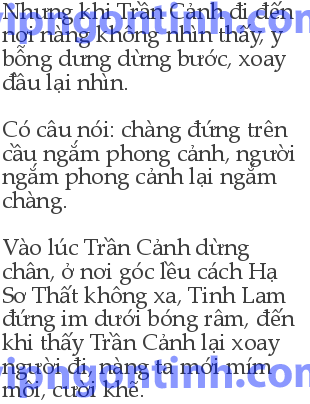 Nhưng khi Trần Cảnh đi đến
nơi nàng không nhìn thấy, y
bỗng dưng dừng bước, xoay
đầu lại nhìn.
Có câu nói: chàng đứng trên
cầu ngắm phong cảnh, người
ngắm phong cảnh lại ngắm
chàng.
Vào lúc Trần Cảnh dừng
chân, ở nơi góc lều cách Hạ
Sơ Thất không xa, Tinh Lam
đứng im dưới bóng râm, đến
khi thấy Trần Cảnh lại xoay
người đi, nàng ta mới mím
môi, cười khẽ.
vipngontinh.com